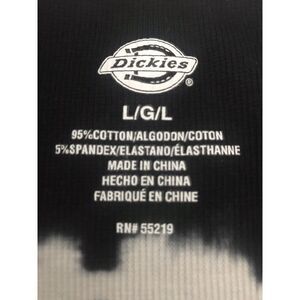 Dickies®
L/G/L
95%COTTON/ALGODON/COTON
5%SPANDEX/ELASTANO/ÉLASTHANNE
MADE IN CHINA
HECHO EN CHINA
FABRIQUÉ EN CHINE
RN# 55219